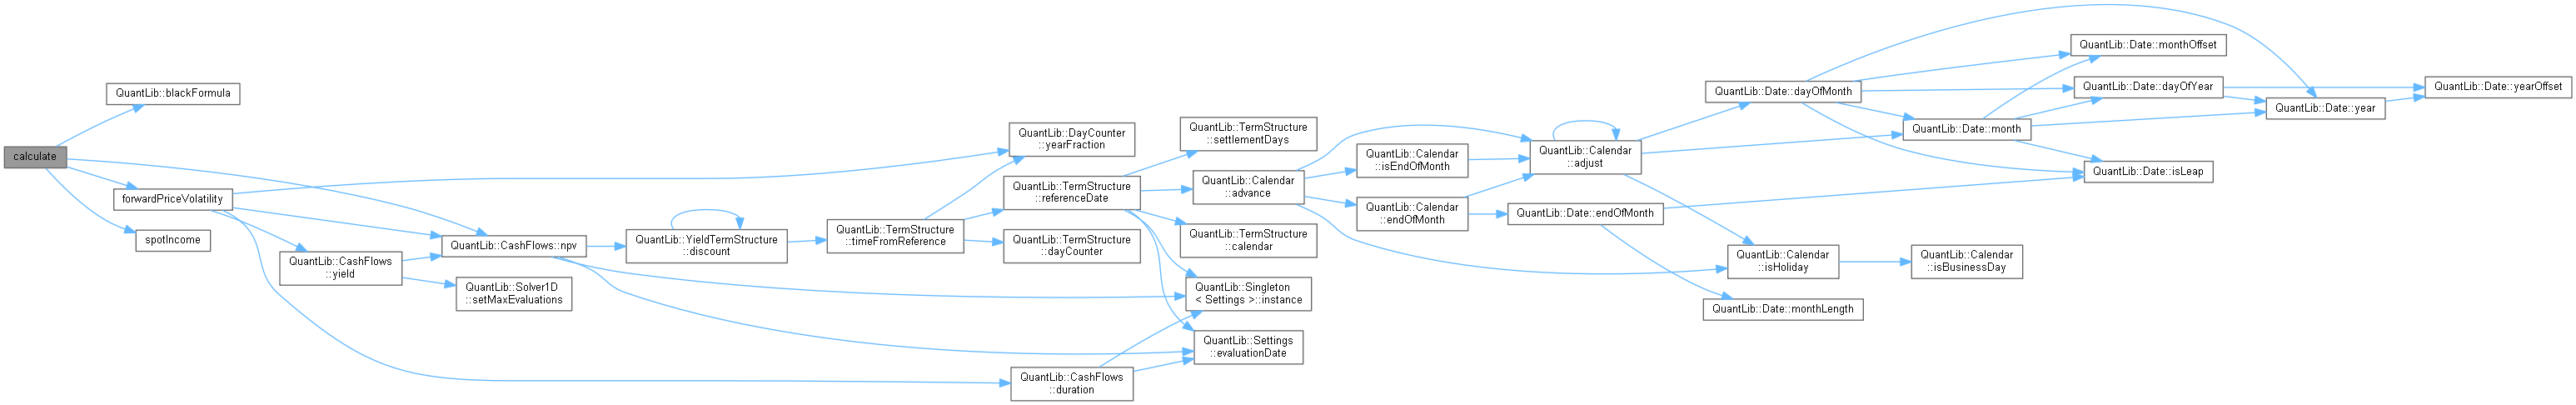 calculate
QuantLib::blackFormula
forwardPriceVolatility
spotIncome
QuantLib::CashFlows
::yield
QuantLib::CashFlows::npv
QuantLib::Solver1D
::setMaxEvaluations
QuantLib::YieldTermStructure
::discount
QuantLib::TermStructure
::timeFromReference
QuantLib::DayCounter
::yearFraction
QuantLib::TermStructure
::referenceDate
QuantLib::TermStructure
::dayCounter
QuantLib::CashFlows
::duration
QuantLib::TermStructure
::settlementDays
QuantLib::Calendar
::advance
QuantLib::TermStructure
::calendar
QuantLib::Singleton
< Settings >::instance
QuantLib::Settings
::evaluationDate
QuantLib::Calendar
::isEndOfMonth
QuantLib::Calendar
::endOfMonth
QuantLib::Calendar
::adjust
QuantLib::Date::endOfMonth
QuantLib::Date::dayOfMonth
QuantLib::Calendar
::isHoliday
QuantLib::Date::monthLength
QuantLib::Date::month
QuantLib::Calendar
::isBusinessDay
QuantLib::Date::monthOffset
QuantLib::Date::dayOfYear
QuantLib::Date::isLeap
QuantLib::Date::year
QuantLib::Date::yearOffset